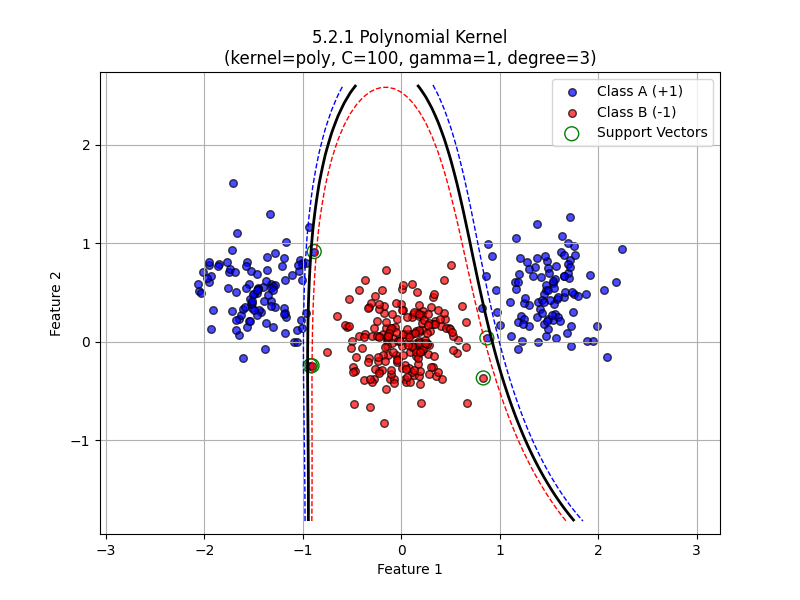 5.2.1 Polynomial Kernel
(kernel=poly, C=100, gamma=1, degree=3)
Class A (+1)
Class B (-1)
Support Vectors
Feature 2
2
1
0
−1
−3
−2
−1
0
1
2
3
Feature 1